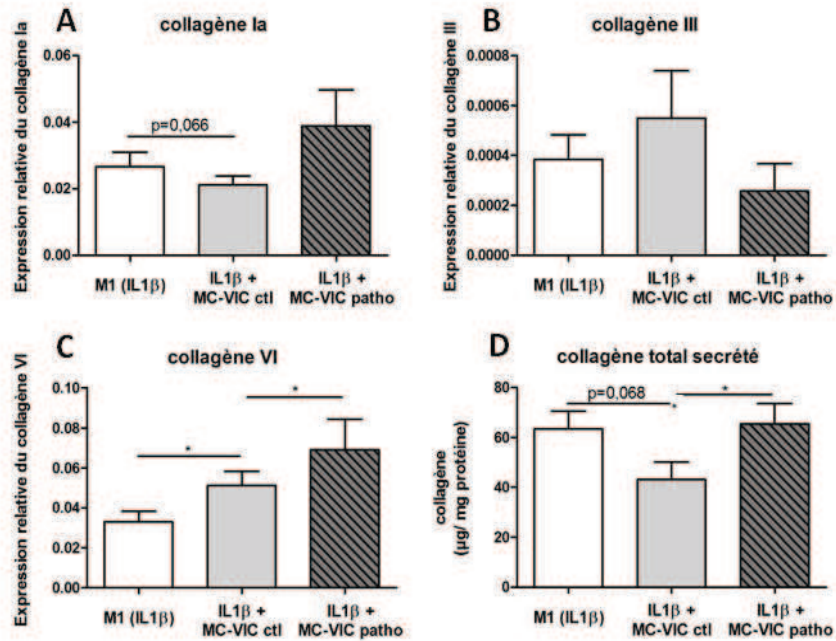 A
collagène Ia
Expression relative du collagène Ia
0.06
0.04
0.02
0.00
p=0,066
M1 (IL1β)
IL1β +
MC-VIC ctl
IL1β +
MC-VIC patho
B
collagène III
Expression relative du collagène III
0.0008
0.0006
0.0004
0.0002
0.0000
M1 (IL1β)
IL1β +
MC-VIC ctl
IL1β +
MC-VIC patho
C
collagène VI
Expression relative du collagène VI
0.10
0.08
0.06
0.04
0.02
0.00
*
*
M1 (IL1β)
IL1β +
MC-VIC ctl
IL1β +
MC-VIC patho
D
collagène total secrété
collagène
(µg/ mg protéine)
80
60
40
20
0
p=0,068
*
M1 (IL1β)
IL1β +
MC-VIC ctl
IL1β +
MC-VIC patho